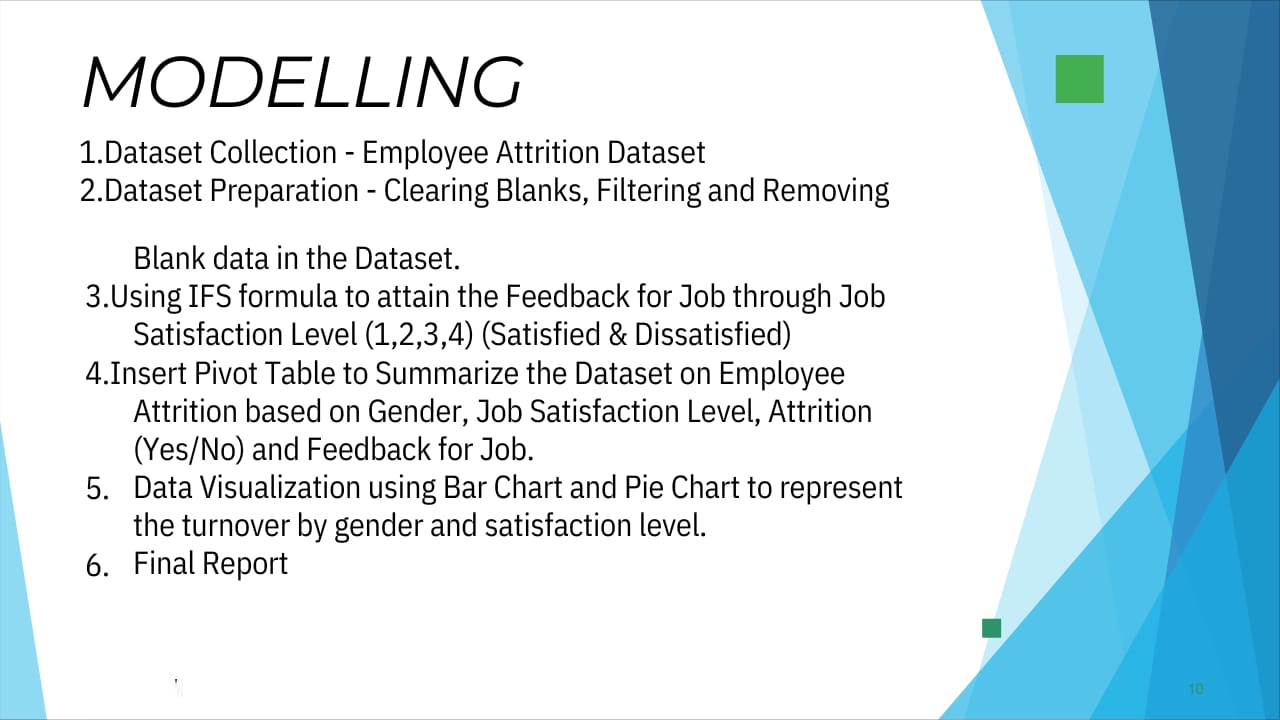 MODELLING
1.Dataset Collection - Employee Attrition Dataset
2.Dataset Preparation - Clearing Blanks, Filtering and Removing
Blank data in the Dataset.
3.Using IFS formula to attain the Feedback for Job through Job
Satisfaction Level (1,2,3,4) (Satisfied & Dissatisfied)
4.Insert Pivot Table to Summarize the Dataset on Employee
Attrition based on Gender, Job Satisfaction Level, Attrition
(Yes/No) and Feedback for Job.
5. Data Visualization using Bar Chart and Pie Chart to represent
the turnover by gender and satisfaction level.
6. Final Report
10